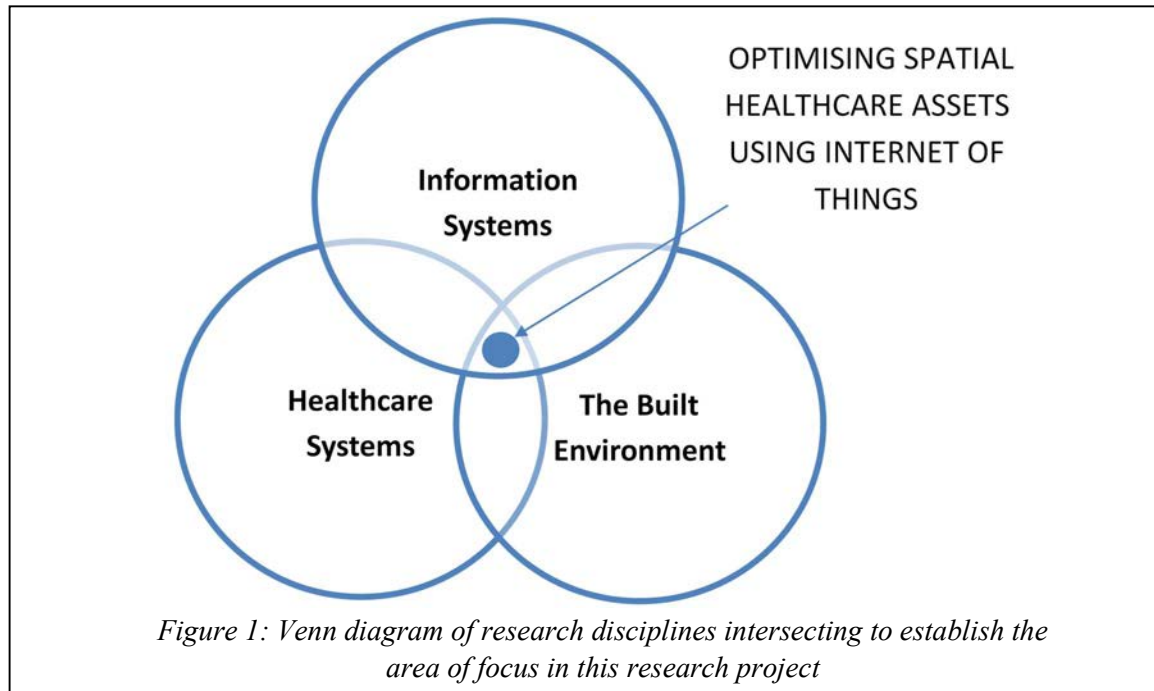 OPTIMISING SPATIAL
HEALTHCARE ASSETS
USING INTERNET OF
THINGS
Information
Systems
Healthcare
Systems
The Built
Environment
Figure 1: Venn diagram of research disciplines intersecting to establish the
area of focus in this research project